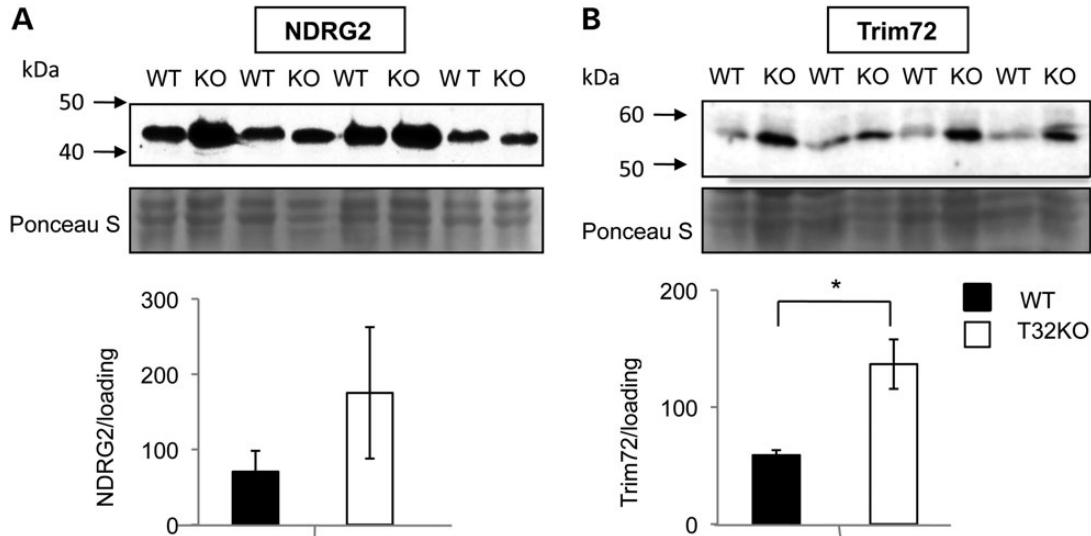 A
NDRG2
kDa
WT KO WT KO WT KO W T KO
50
40
Ponceau S
300
200
100
0
NDRG2/loading
B
Trim72
kDa
WT KO WT KO WT KO WT KO
60
50
Ponceau S
200
100
0
Trim72/loading
*
WT
T32KO